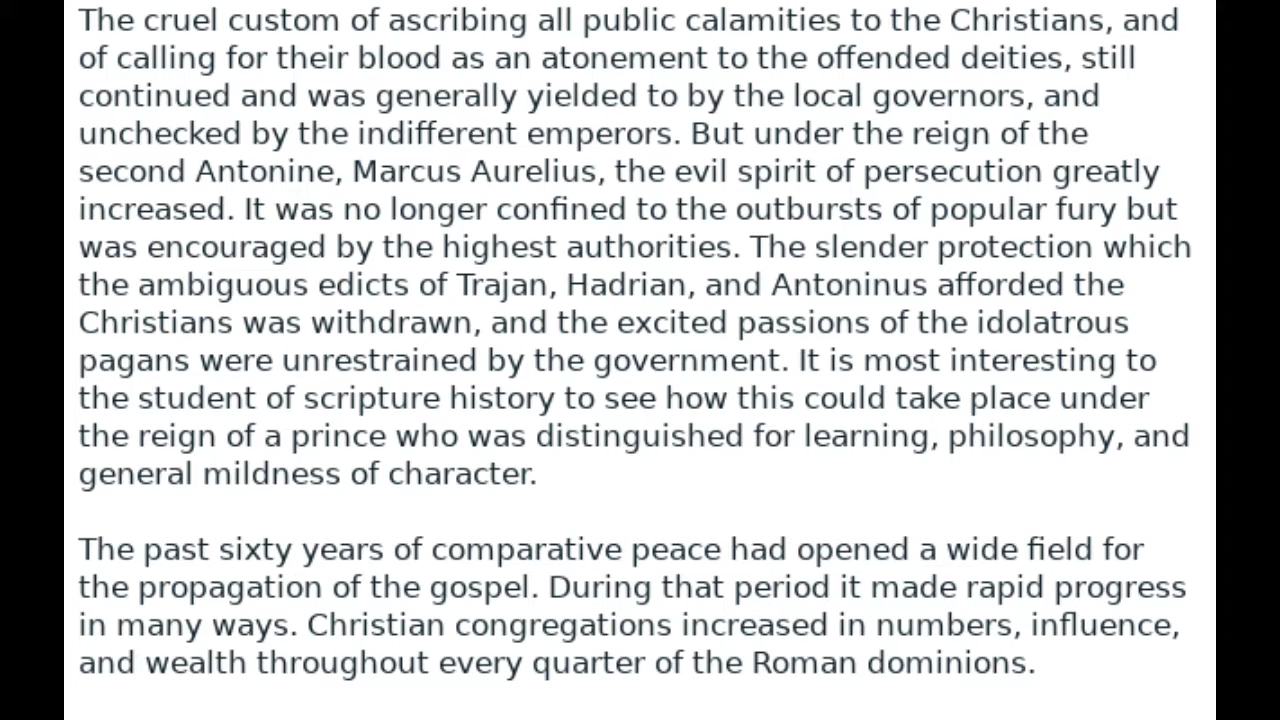 The cruel custom of ascribing all public calamities to the Christians, and
of calling for their blood as an atonement to the offended deities, still
continued and was generally yielded to by the local governors, and
unchecked by the indifferent emperors. But under the reign of the
second Antonine, Marcus Aurelius, the evil spirit of persecution greatly
increased. It was no longer confined to the outbursts of popular fury but
was encouraged by the highest authorities. The slender protection which
the ambiguous edicts of Trajan, Hadrian, and Antoninus afforded the
Christians was withdrawn, and the excited passions of the idolatrous
pagans were unrestrained by the government. It is most interesting to
the student of scripture history to see how this could take place under
the reign of a prince who was distinguished for learning, philosophy, and
general mildness of character.
The past sixty years of comparative peace had opened a wide field for
the propagation of the gospel. During that period it made rapid progress
in many ways. Christian congregations increased in numbers, influence,
and wealth throughout every quarter of the Roman dominions.